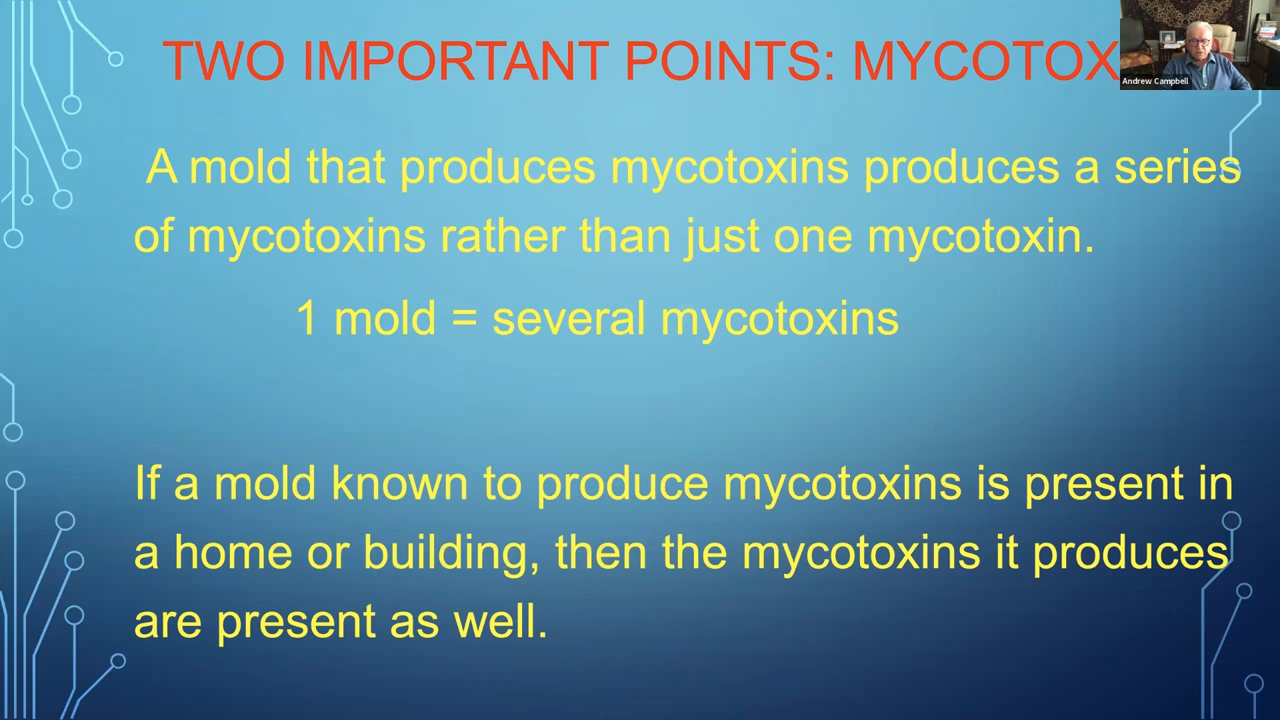 TWO IMPORTANT POINTS: MYCOTOX
Andrew Campbell
A mold that produces mycotoxins produces a series
of mycotoxins rather than just one mycotoxin.
1 mold = several mycotoxins
If a mold known to produce mycotoxins is present in
a home or building, then the mycotoxins it produces
are present as well.